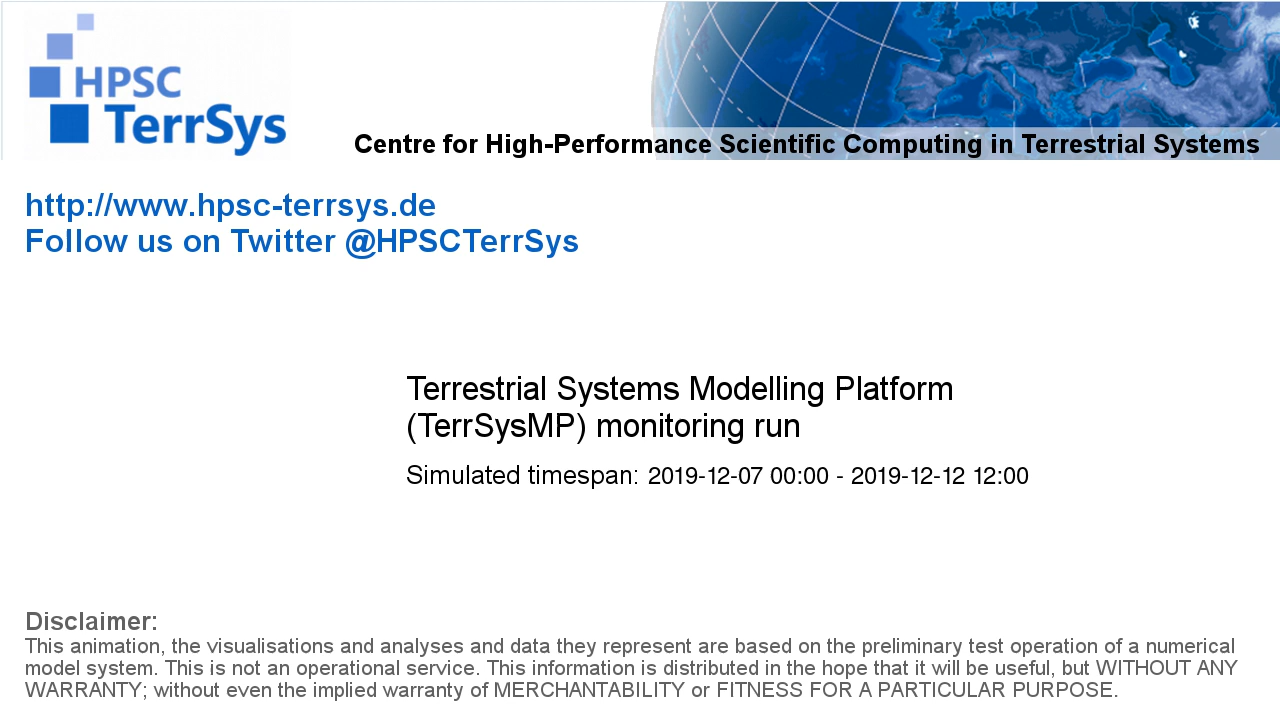 HPSC
TerrSys
Centre for High-Performance Scientific Computing in Terrestrial Systems
http://www.hpsc-terrsys.de
Follow us on Twitter @HPSCTerrSys
Terrestrial Systems Modelling Platform
(TerrSysMP) monitoring run
Simulated timespan: 2019-12-07 00:00 - 2019-12-12 12:00
Disclaimer:
This animation, the visualisations and analyses and data they represent are based on the preliminary test operation of a numerical
model system. This is not an operational service. This information is distributed in the hope that it will be useful, but WITHOUT ANY
WARRANTY; without even the implied warranty of MERCHANTABILITY or FITNESS FOR A PARTICULAR PURPOSE.